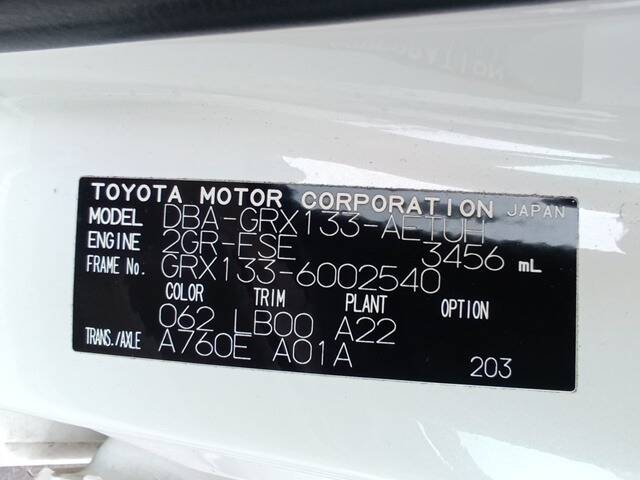 TOYOTA MOTOR CORPORATION JAPAN
MODEL DBA-GRX133-AETUH
ENGINE 2GR-FSE 3456 mL
FRAME No. GRX133-6002540
COLOR TRIM PLANT OPTION
062 LB00 A22
TRANS./AXLE A760E A01A
203